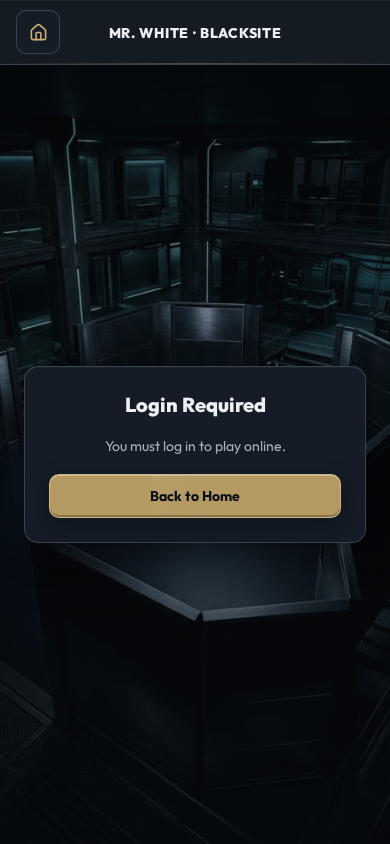 MR. WHITE · BLACKSITE
Login Required
You must log in to play online.
Back to Home